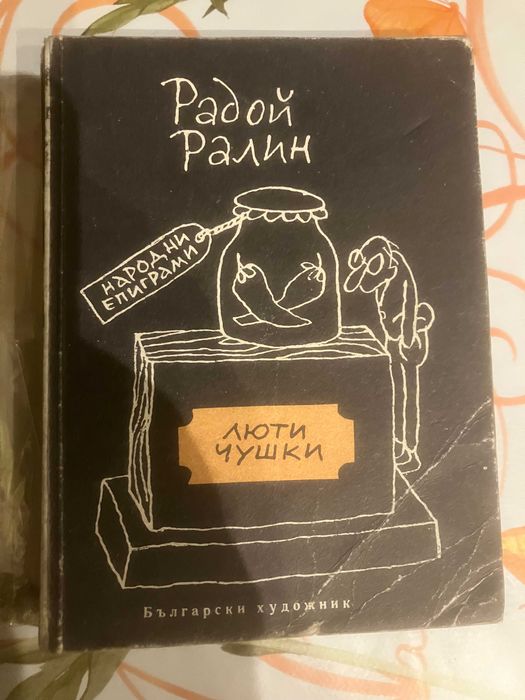 Радой
Ралин
НАРОДНИ
ЕПИГРАМИ
ЛЮТИ
ЧУШКИ
Български художник